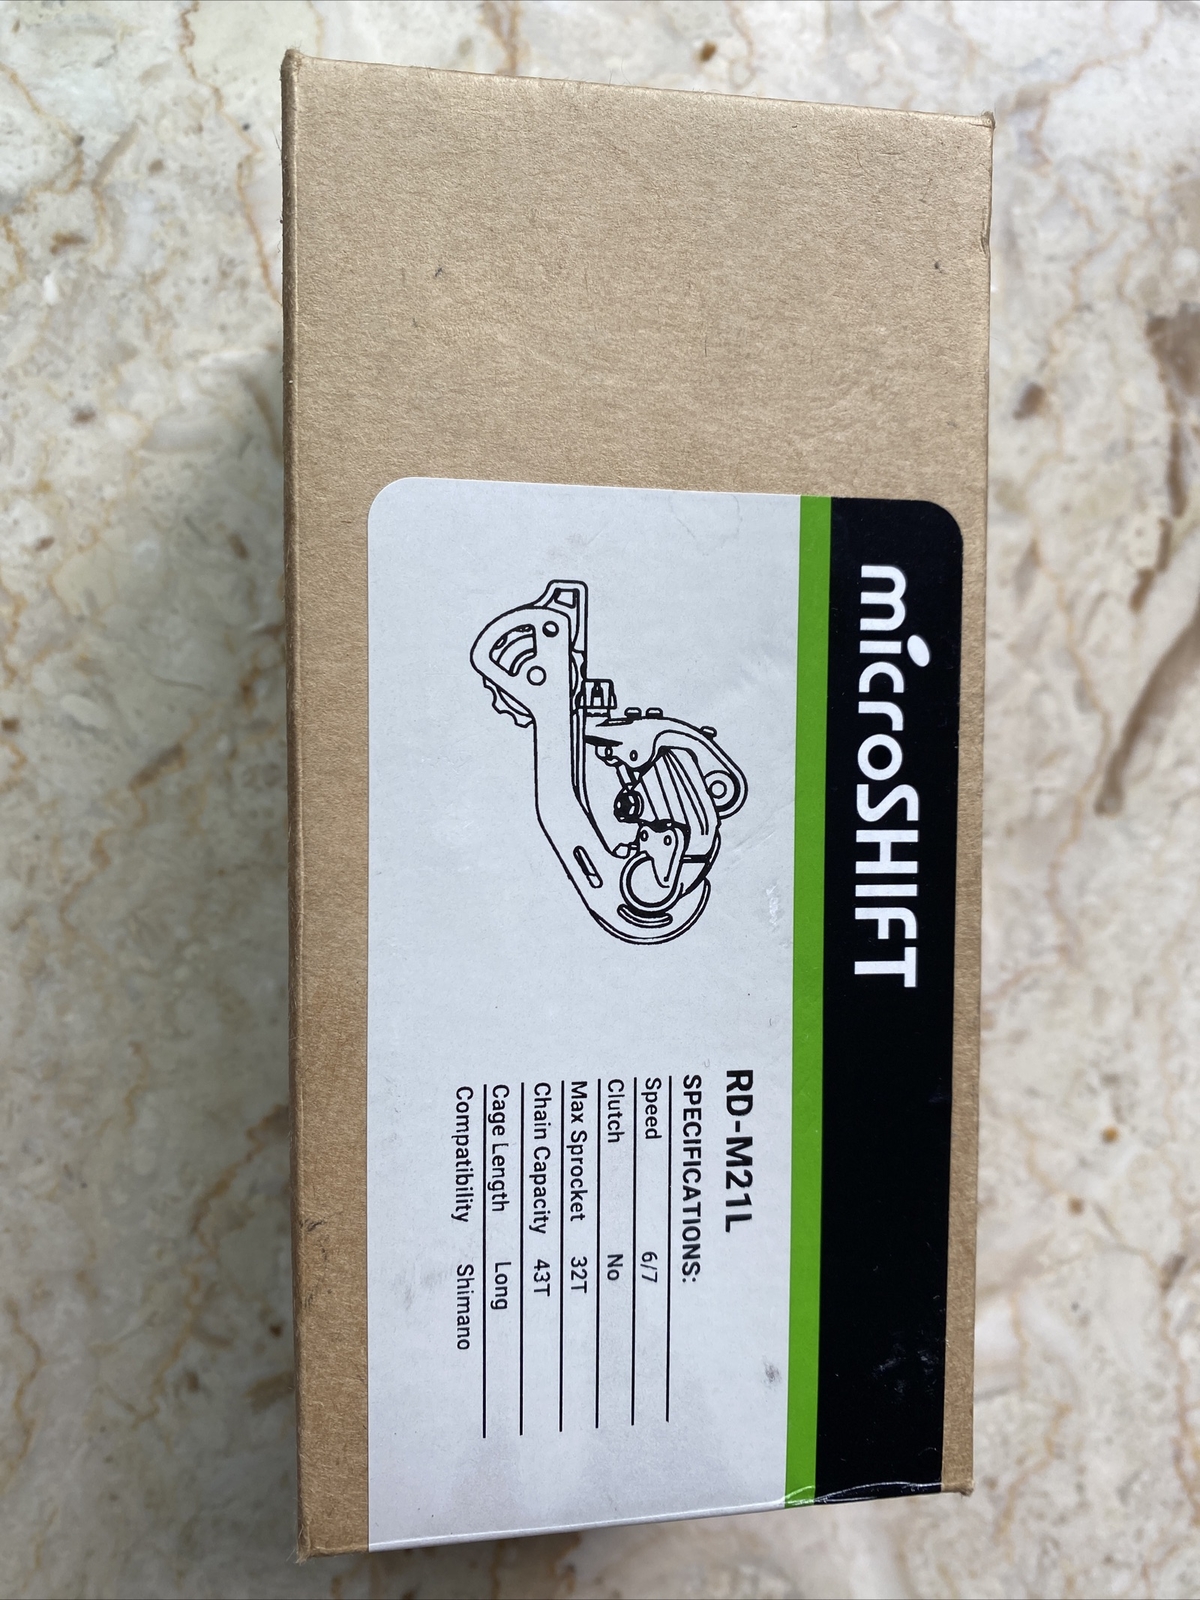 microSHIFT
RD-M21L
SPECIFICATIONS:
Speed 6/7
Clutch No
Max Sprocket 32T
Chain Capacity 43T
Cage Length Long
Compatibility Shimano